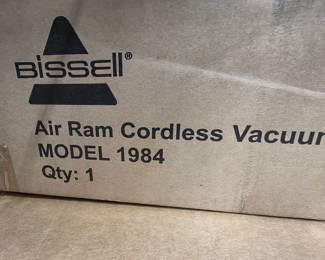 BISSELL®
Air Ram Cordless Vacuum
MODEL 1984
Qty: 1